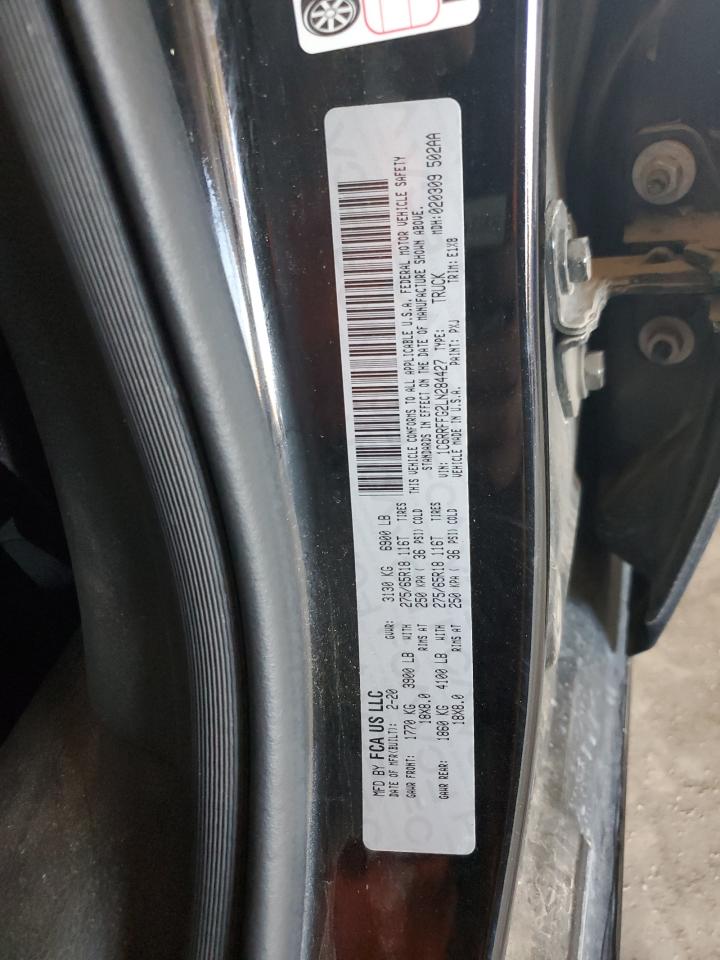 MFD BY FCA US LLC
DATE OF MFR(BUILT): 2-20 GVWR: 3130 KG 6900 LB
GAWR FRONT: 1770 KG 3900 LB WITH 275/65R18 116T TIRES
18X8.0 RIMS AT 250 KPA ( 36 PSI) COLD
GAWR REAR: 1860 KG 4100 LB WITH 275/65R18 116T TIRES
18X8.0 RIMS AT 250 KPA ( 36 PSI) COLD
THIS VEHICLE CONFORMS TO ALL APPLICABLE U.S.A. FEDERAL MOTOR VEHICLE SAFETY
STANDARDS IN EFFECT ON THE DATE OF MANUFACTURE SHOWN ABOVE.
VIN: 1C6RRFFG2LN284427 TYPE: TRUCK MDH:020309 502AA
VEHICLE MADE IN U.S.A. PAINT: PXJ TRIM: E1X8